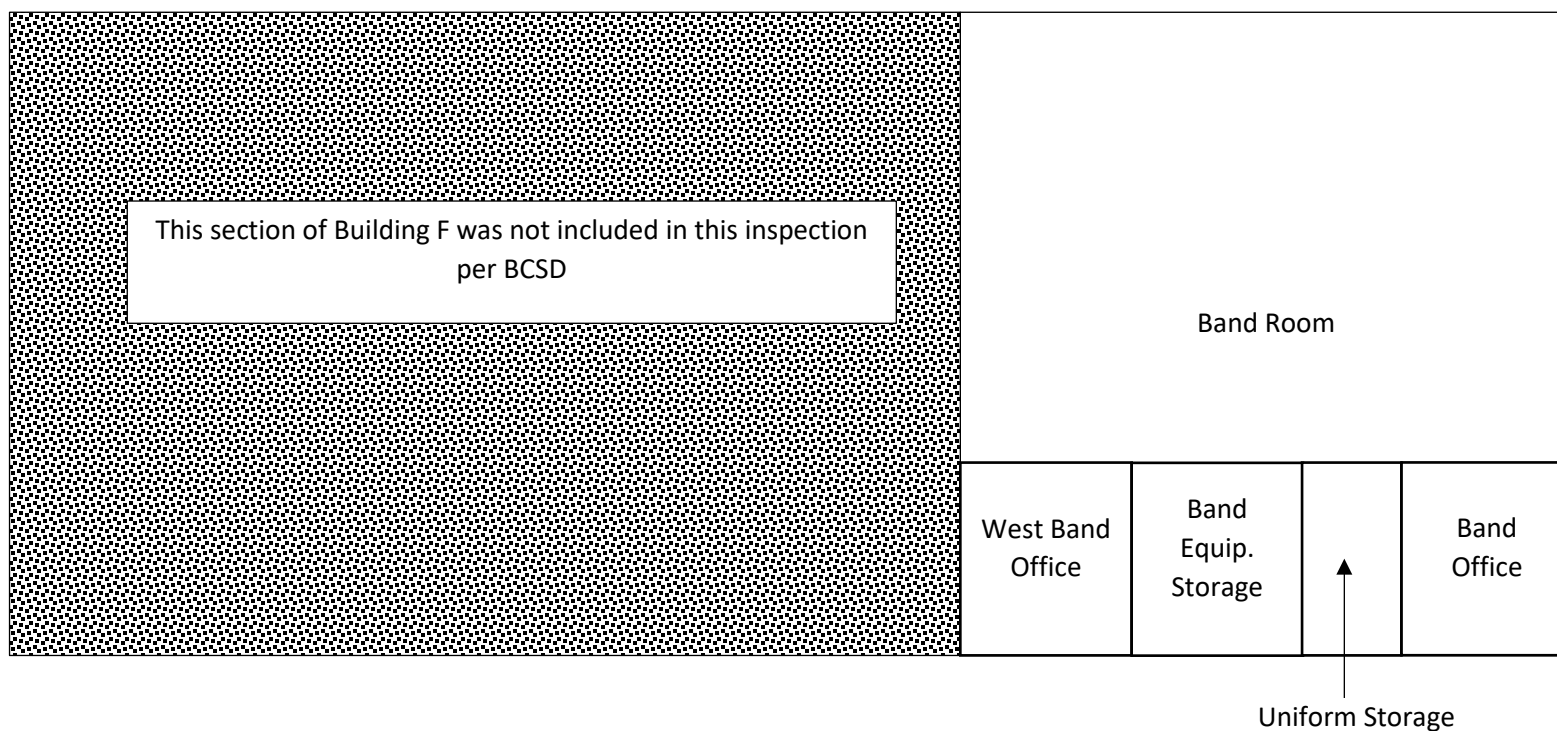 This section of Building F was not included in this inspection
per BCSD
Band Room
West Band
Office
Band
Equip.
Storage
Band
Office
Uniform Storage